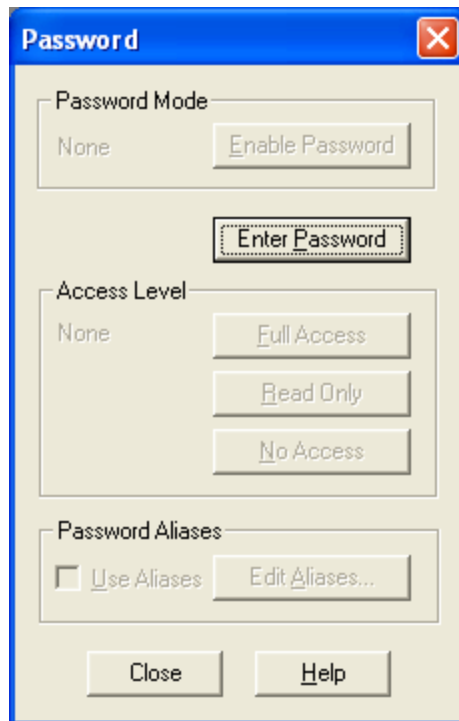 Password
Password Mode
None Enable Password
Enter Password
Access Level
None Full Access
Read Only
No Access
Password Aliases
Use Aliases Edit Aliases...
Close Help